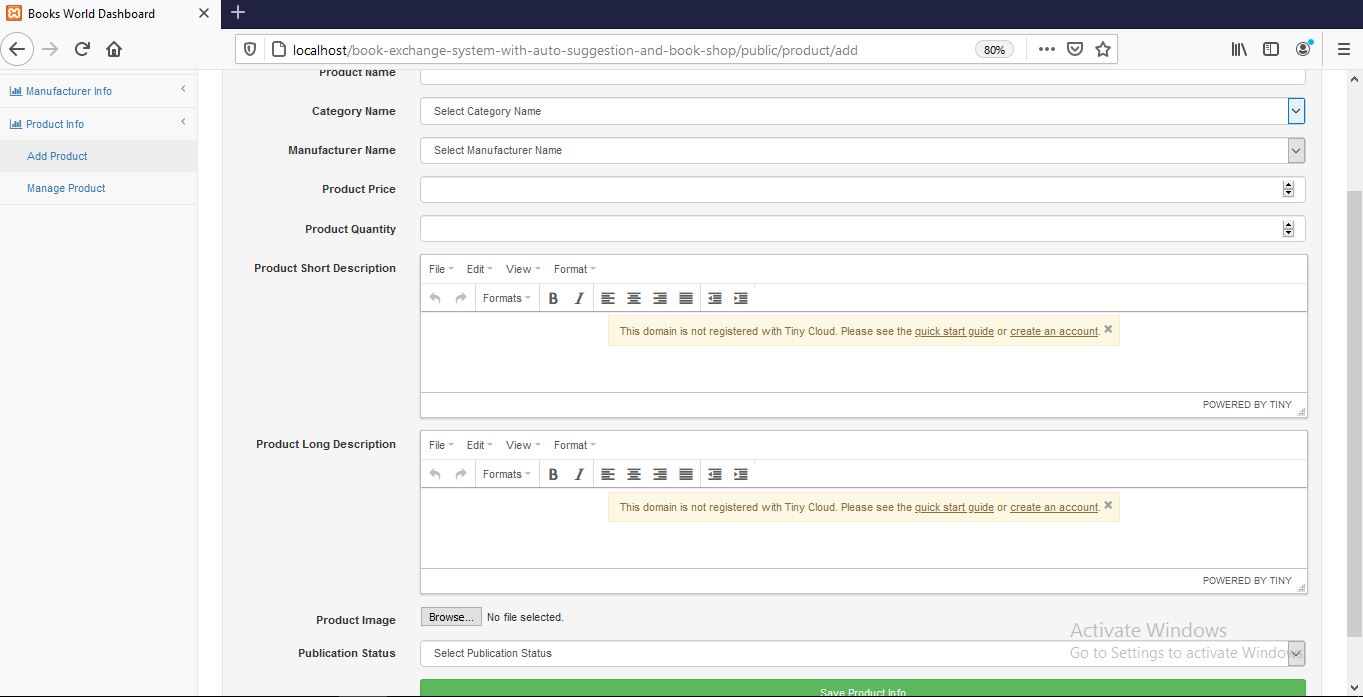 Books World Dashboard
localhost/book-exchange-system-with-auto-suggestion-and-book-shop/public/product/add
80%
Manufacturer Info
Product Info
Add Product
Manage Product
Product Name
Category Name
Select Category Name
Manufacturer Name
Select Manufacturer Name
Product Price
Product Quantity
Product Short Description
File Edit View Format
Formats B I
This domain is not registered with Tiny Cloud. Please see the quick start guide or create an account.
POWERED BY TINY
Product Long Description
File Edit View Format
Formats B I
This domain is not registered with Tiny Cloud. Please see the quick start guide or create an account.
POWERED BY TINY
Product Image
Browse... No file selected.
Publication Status
Select Publication Status
Activate Windows
Go to Settings to activate Windows.
Save Product Info